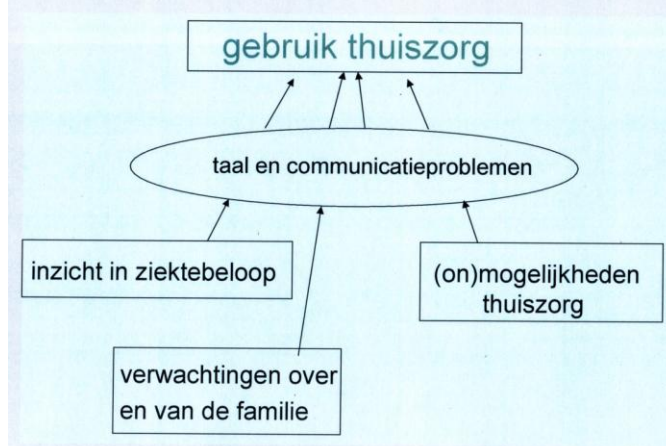 gebruik thuiszorg
taal en communicatieproblemen
inzicht in ziektebeloop
(on)mogelijkheden
thuiszorg
verwachtingen over
en van de familie